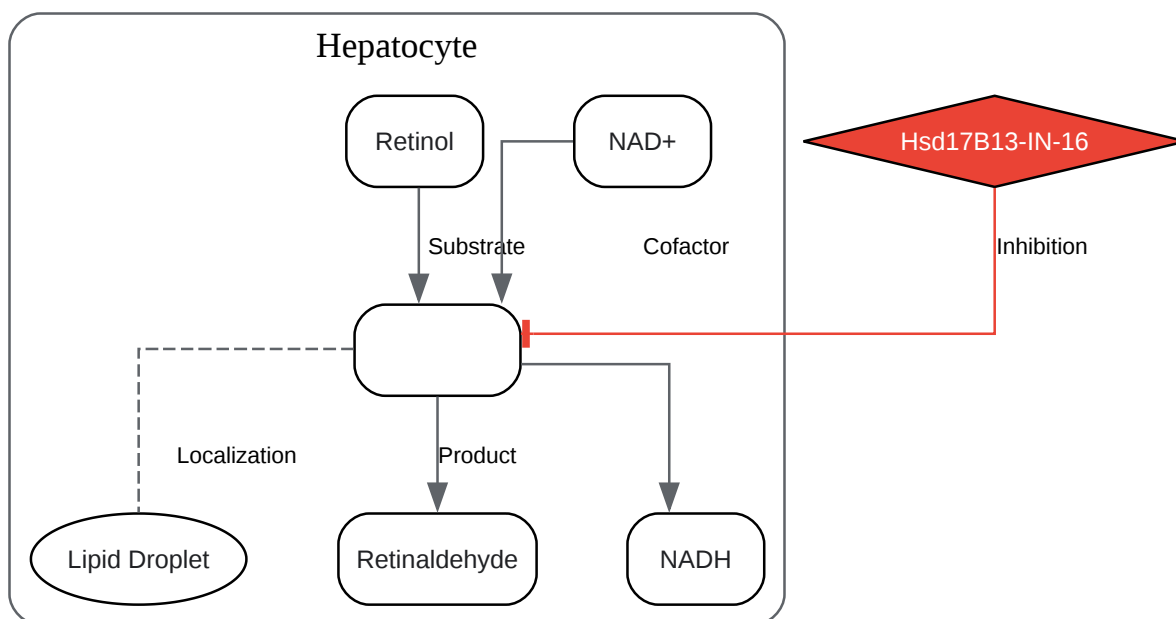 Hepatocyte
Retinol
NAD+
Hsd17B13-IN-16
Substrate
Cofactor
Inhibition
Localization
Product
Lipid Droplet
Retinaldehyde
NADH